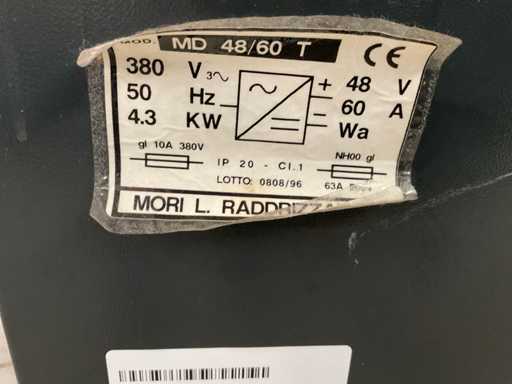 MOD. MD 48/60 T CE
380 V 3~ + 48 V
50 Hz - 60 A
4.3 KW Wa
gl 10A 380V NH00 gl
IP 20 - Cl.1
LOTTO: 0808/96 63A
MORI L.